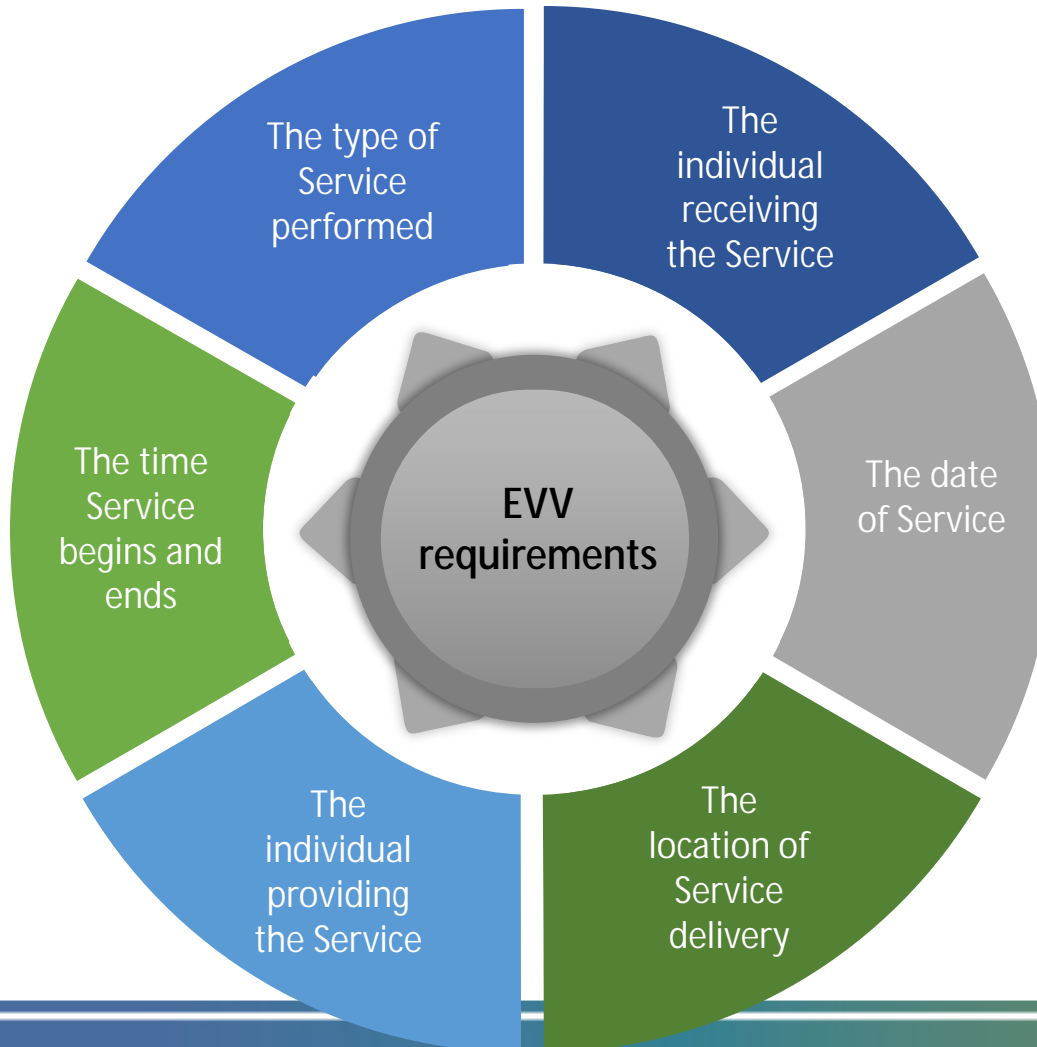 The type of
Service
performed
The
individual
receiving
the Service
The time
Service
begins and
ends
EVV
requirements
The date
of Service
The
individual
providing
the Service
The
location of
Service
delivery